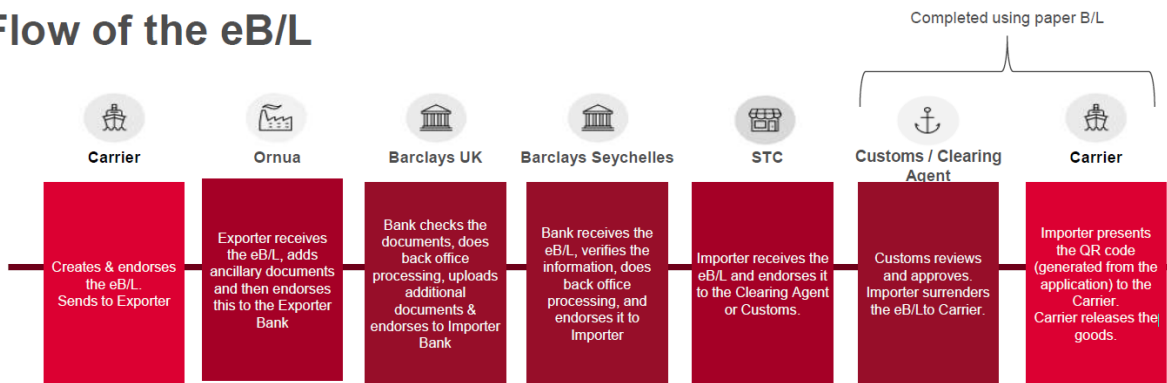 Flow of the eB/L
Completed using paper B/L
Carrier
Ornua
Barclays UK
Barclays Seychelles
STC
Customs / Clearing
Agent
Carrier
Creates & endorses
the eB/L.
Sends to Exporter
Exporter receives
the eB/L, adds
ancillary documents
and then endorses
this to the Exporter
Bank
Bank checks the
documents, does
back office
processing, uploads
additional
documents &
endorses to Importer
Bank
Bank receives the
eB/L, verifies the
information, does
back office
processing, and
endorses it to
Importer
Importer receives the
eB/L and endorses it
to the Clearing Agent
or Customs.
Customs reviews
and approves.
Importer surrenders
the eB/Lto Carrier.
Importer presents
the QR code
(generated from the
application) to the
Carrier.
Carrier releases the
goods.